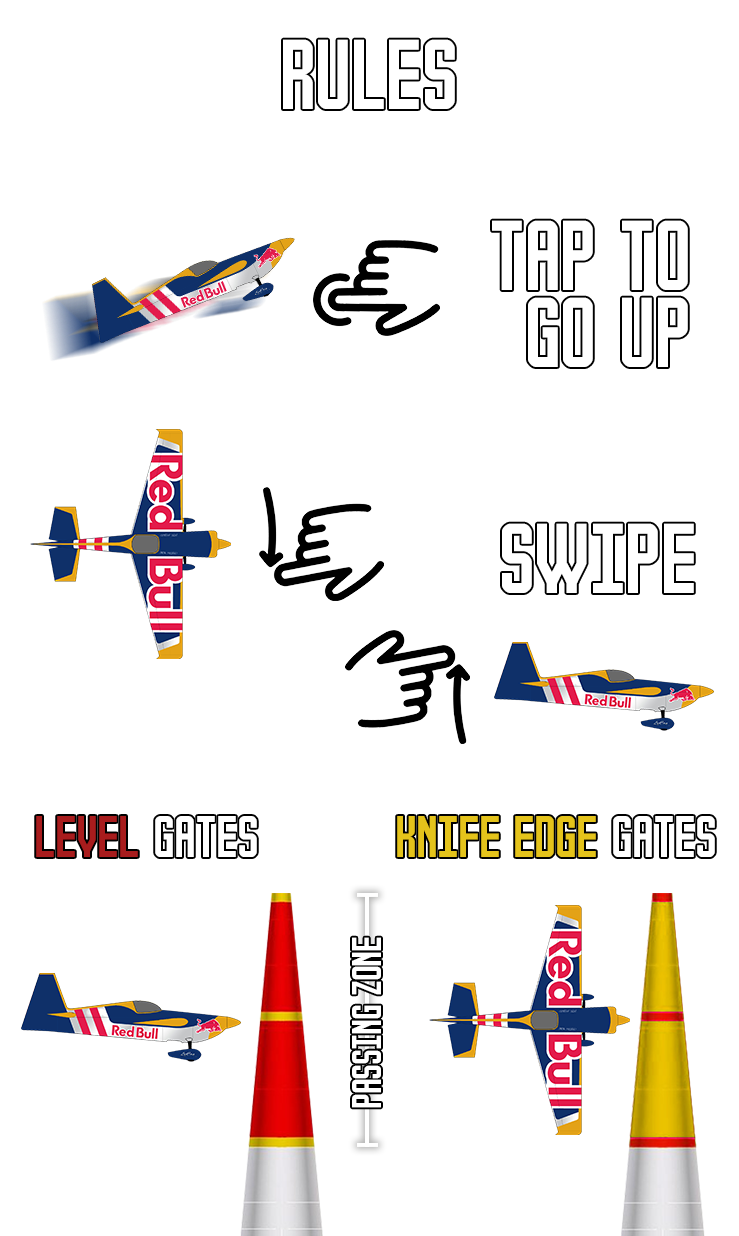 RULES
Red Bull
TAP TO
GO UP
Red Bull
SWIPE
Red Bull
LEVEL GATES
KNIFE EDGE GATES
PASSING ZONE
Red Bull
Red Bull